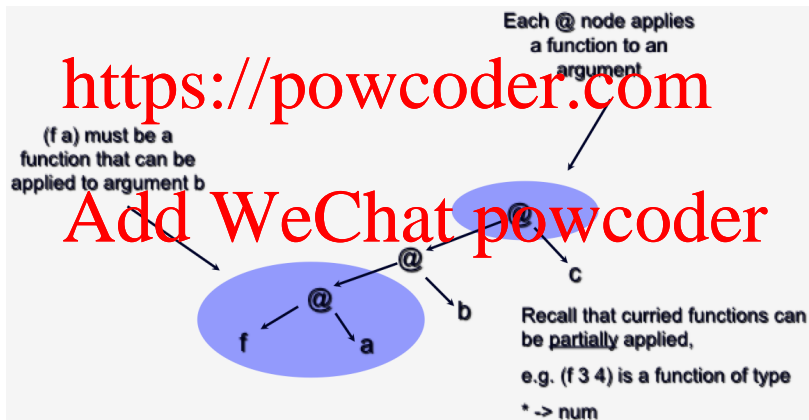 Each @ node applies
a function to an
argument
https://powcoder.com
(f a) must be a
function that can be
applied to argument b
Add WeChat powcoder
@
@
c
@
b
f
a
Recall that curried functions can
be partially applied,
e.g. (f 3 4) is a function of type
* -> num